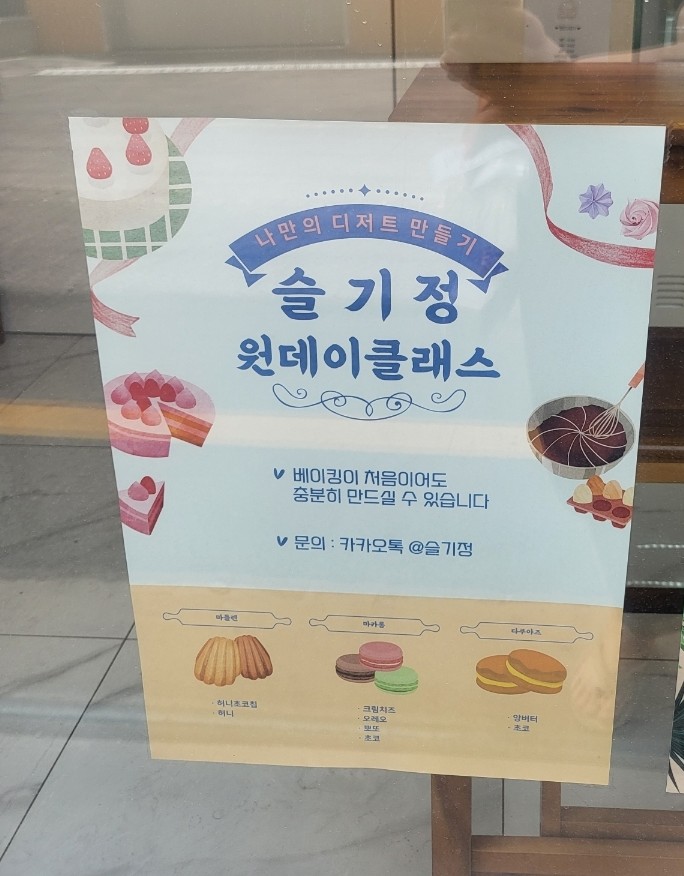 나만의 디저트 만들기
슬기정
원데이클래스
베이킹이 처음이어도
충분히 만드실 수 있습니다
문의 : 카카오톡 @슬기정
마들렌
· 허니초코칩
· 허니
마카롱
· 크림치즈
· 오레오
· 뽀또
· 초코
다쿠아즈
· 앙버터
· 초코